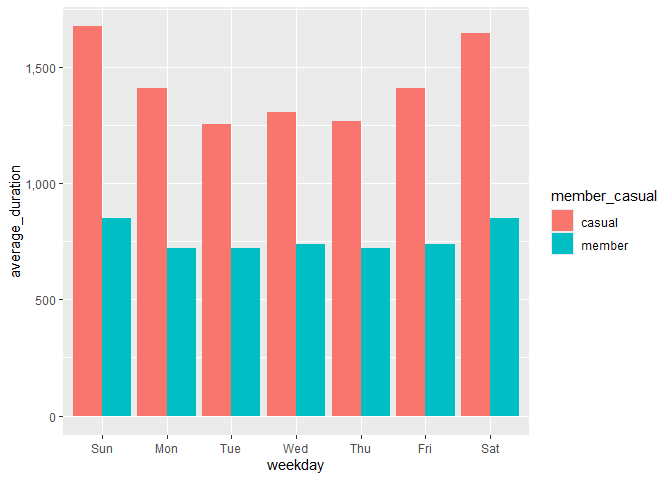 1,500
1,000
500
0
average_duration
Sun Mon Tue Wed Thu Fri Sat
weekday
member_casual
casual
member